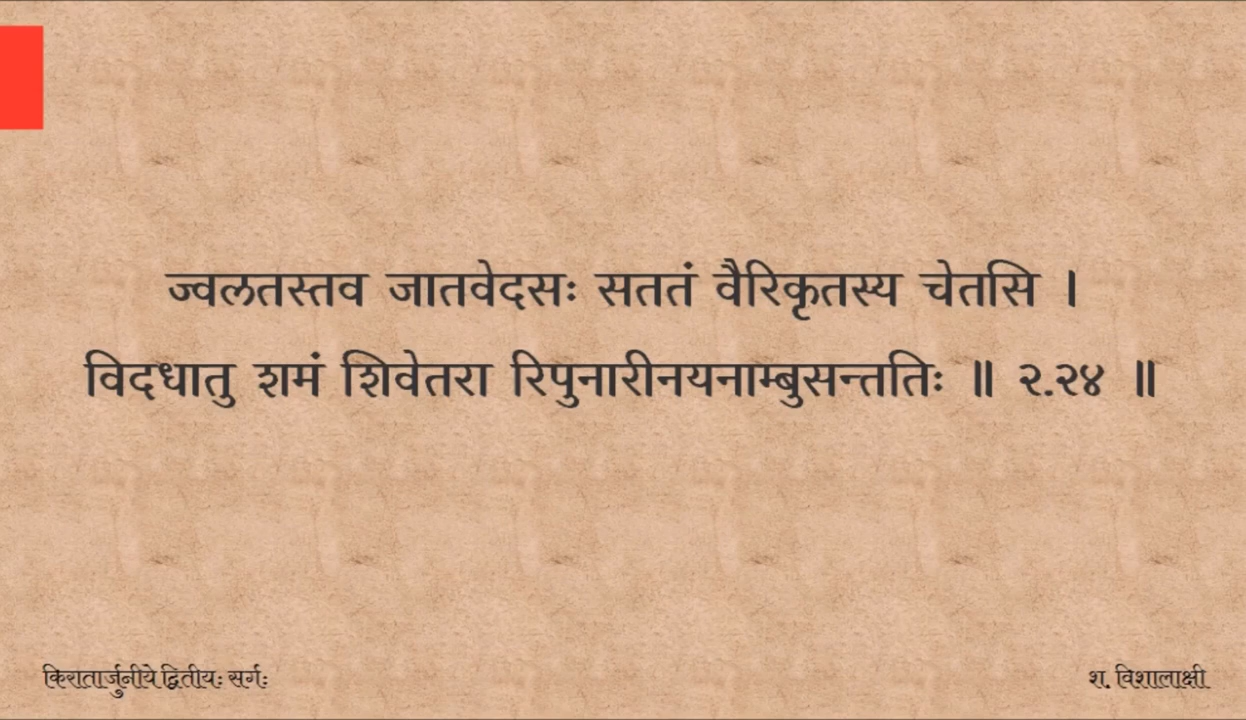 ज्वलतस्तव जातवेदसः सततं वैरिकृतस्य चेतसि ।
विदधातु शमं शिवेतरा रिपुनारीनयनाम्बुसन्ततिः ॥ २.२४ ॥
किरातार्जुनीये द्वितीयः सर्गः
श. विशालाक्षी